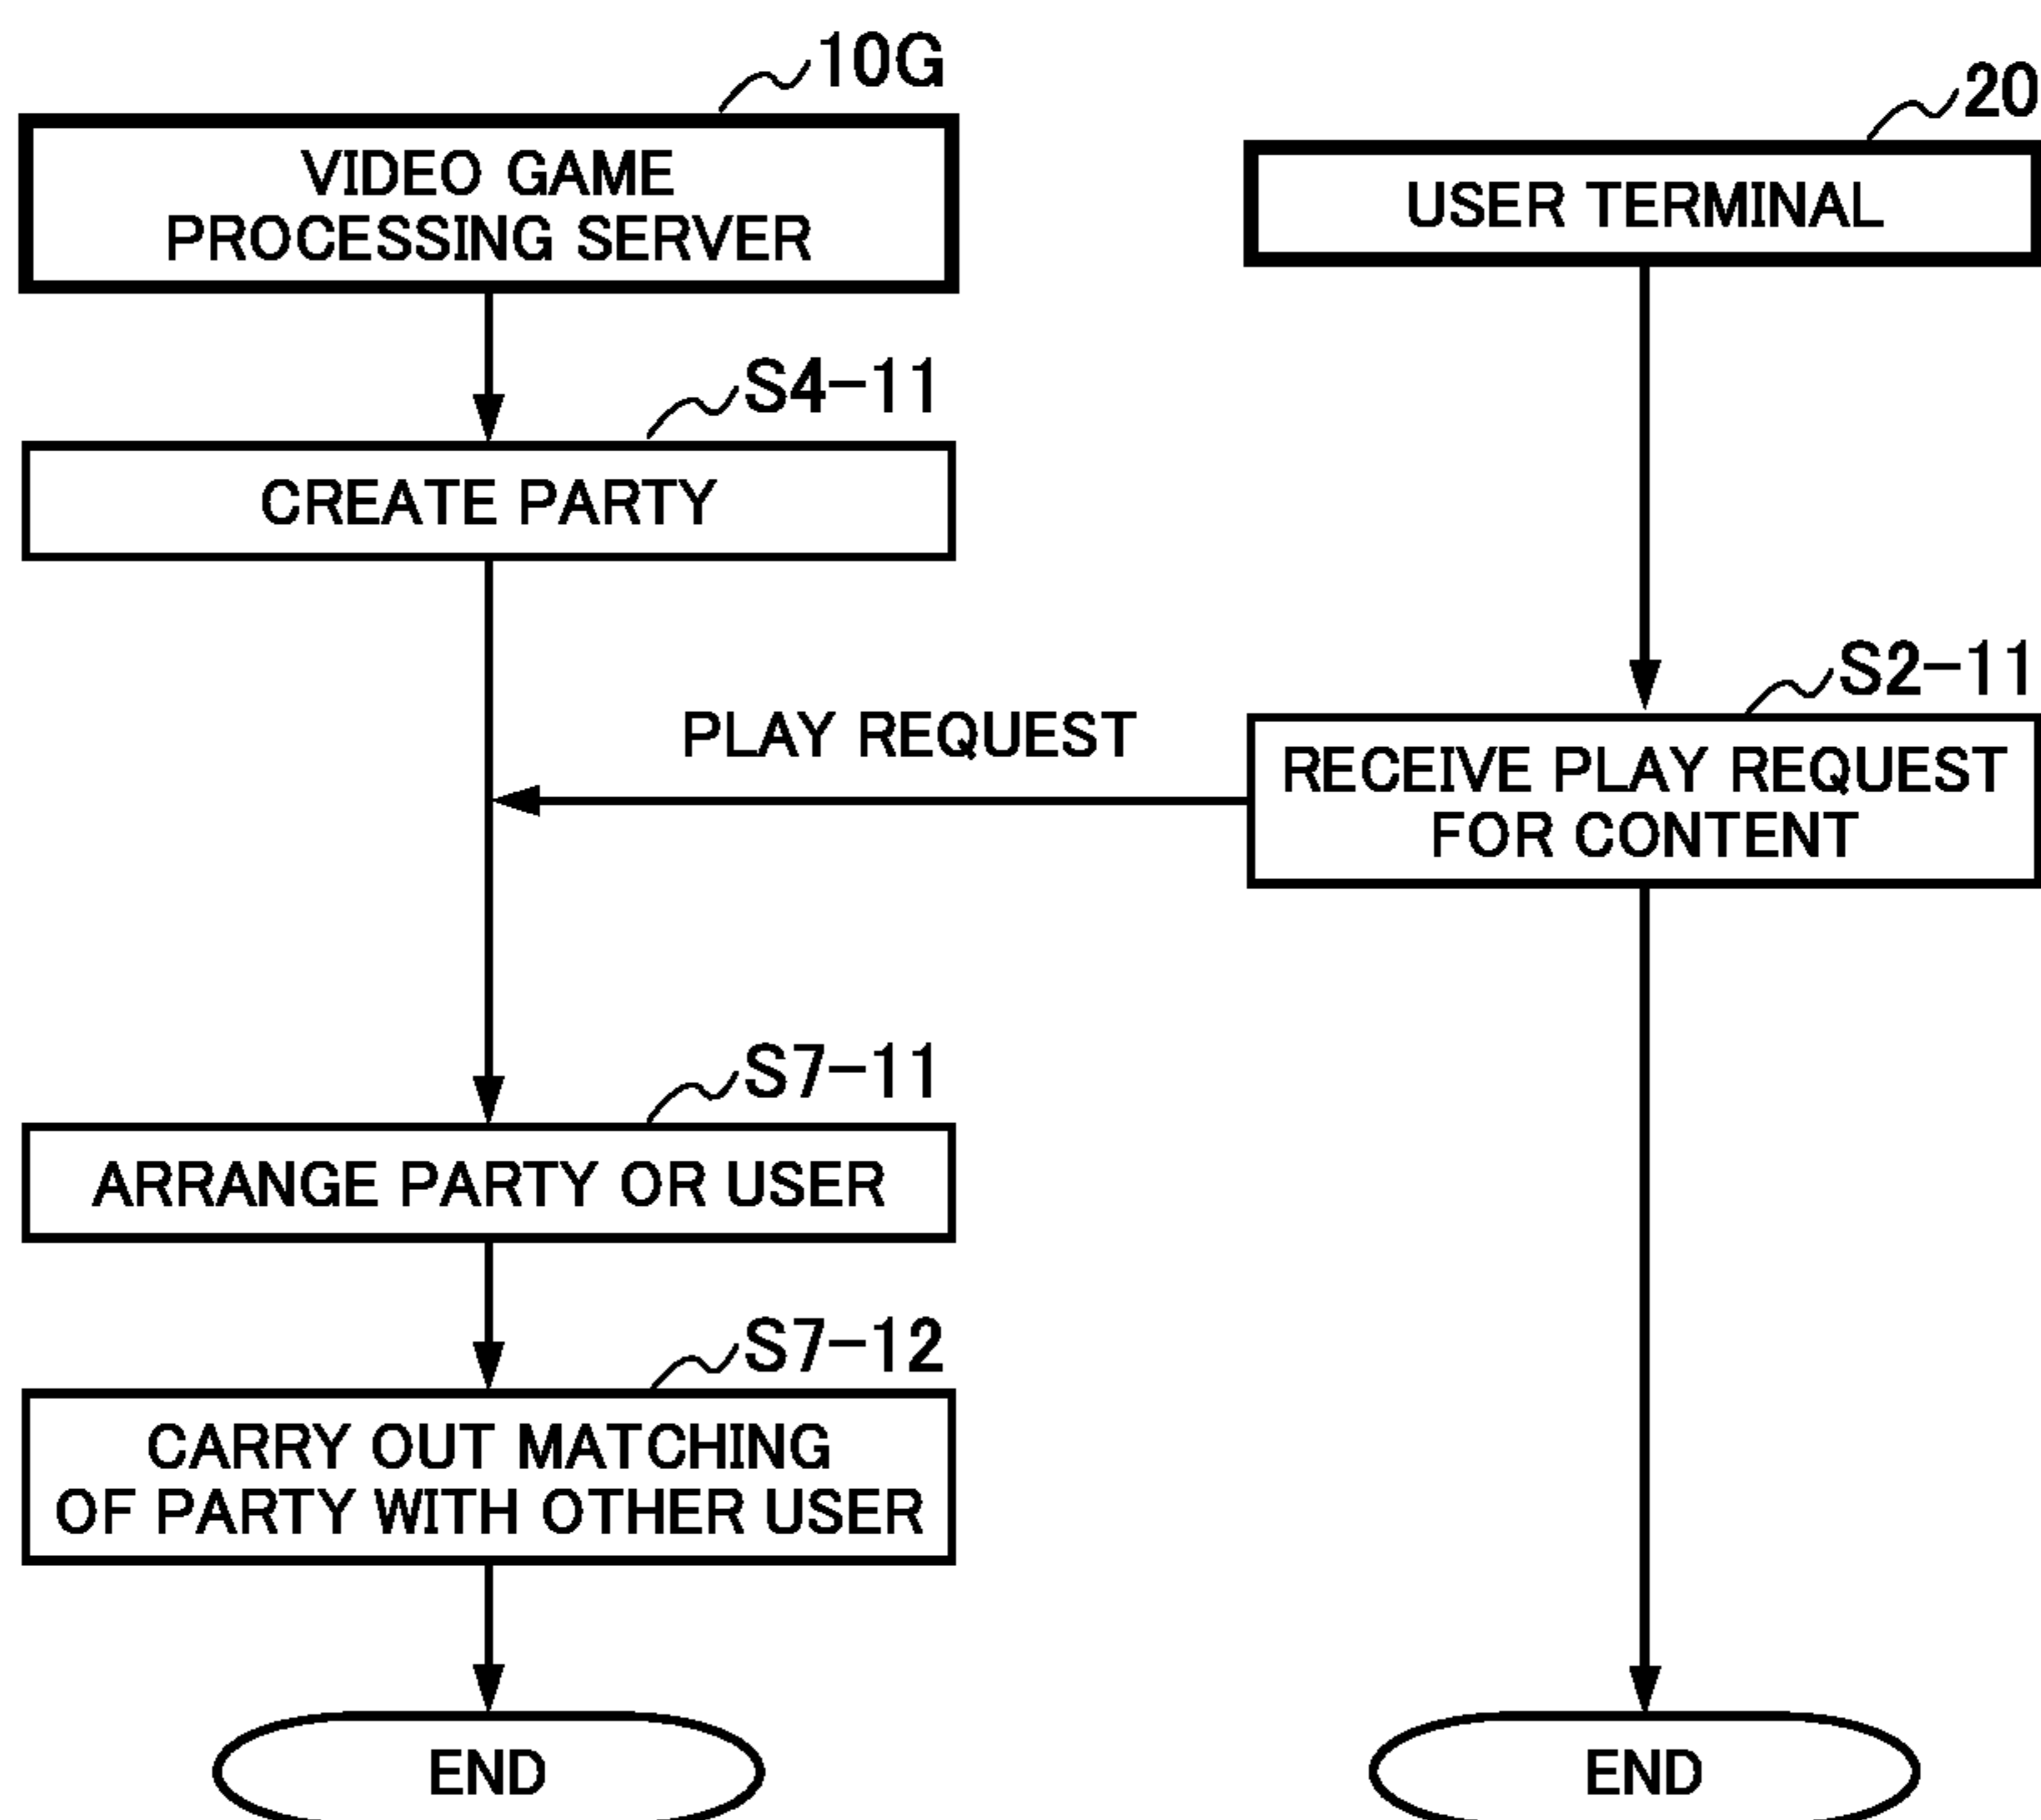 10G
VIDEO GAME
PROCESSING SERVER
S4-11
CREATE PARTY
20
USER TERMINAL
S2-11
RECEIVE PLAY REQUEST
FOR CONTENT
PLAY REQUEST
S7-11
ARRANGE PARTY OR USER
S7-12
CARRY OUT MATCHING
OF PARTY WITH OTHER USER
END
END